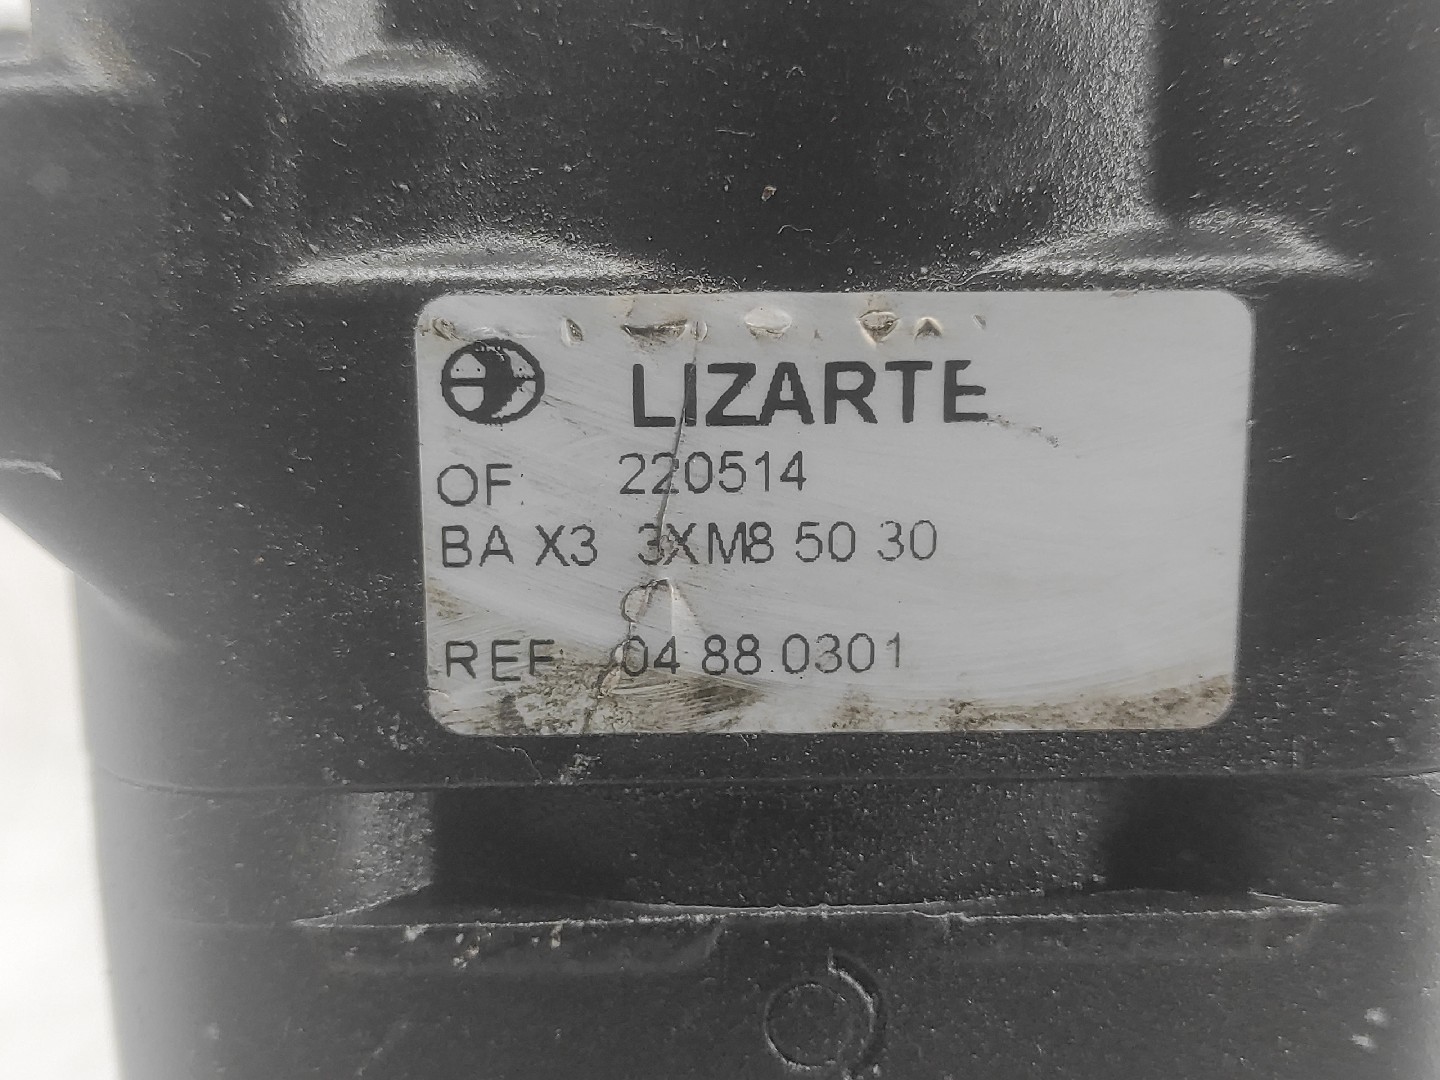 LIZARTE
OF: 220514
BA X3 3XM8 50 30
REF: 04.88.0301